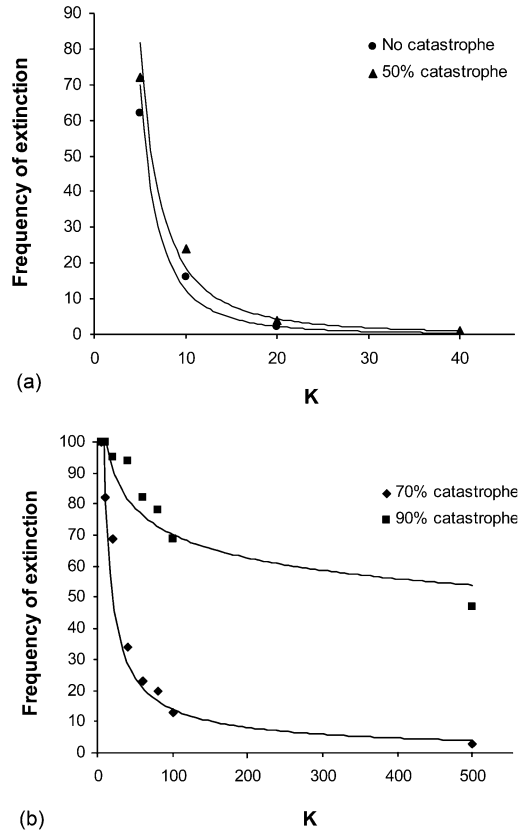 90
80
70
60
50
40
30
20
10
0
Frequency of extinction
No catastrophe
50% catastrophe
0 10 20 30 40
K
(a)
100
90
80
70
60
50
40
30
20
10
0
Frequency of extinction
70% catastrophe
90% catastrophe
0 100 200 300 400 500
K
(b)